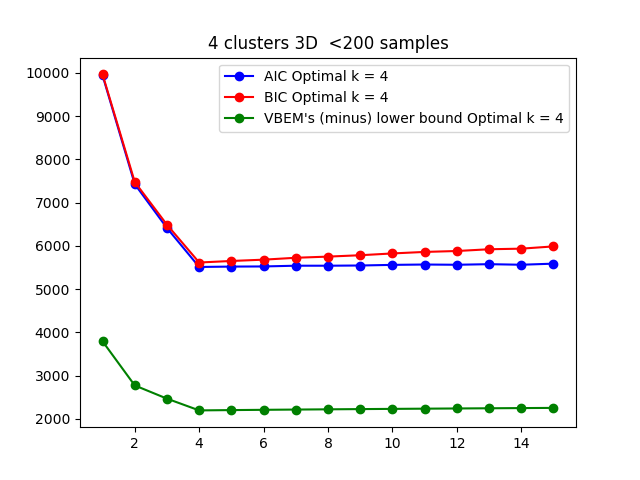 4 clusters 3D  <200 samples
AIC Optimal k = 4
BIC Optimal k = 4
VBEM's (minus) lower bound Optimal k = 4
10000
9000
8000
7000
6000
5000
4000
3000
2000
2 4 6 8 10 12 14